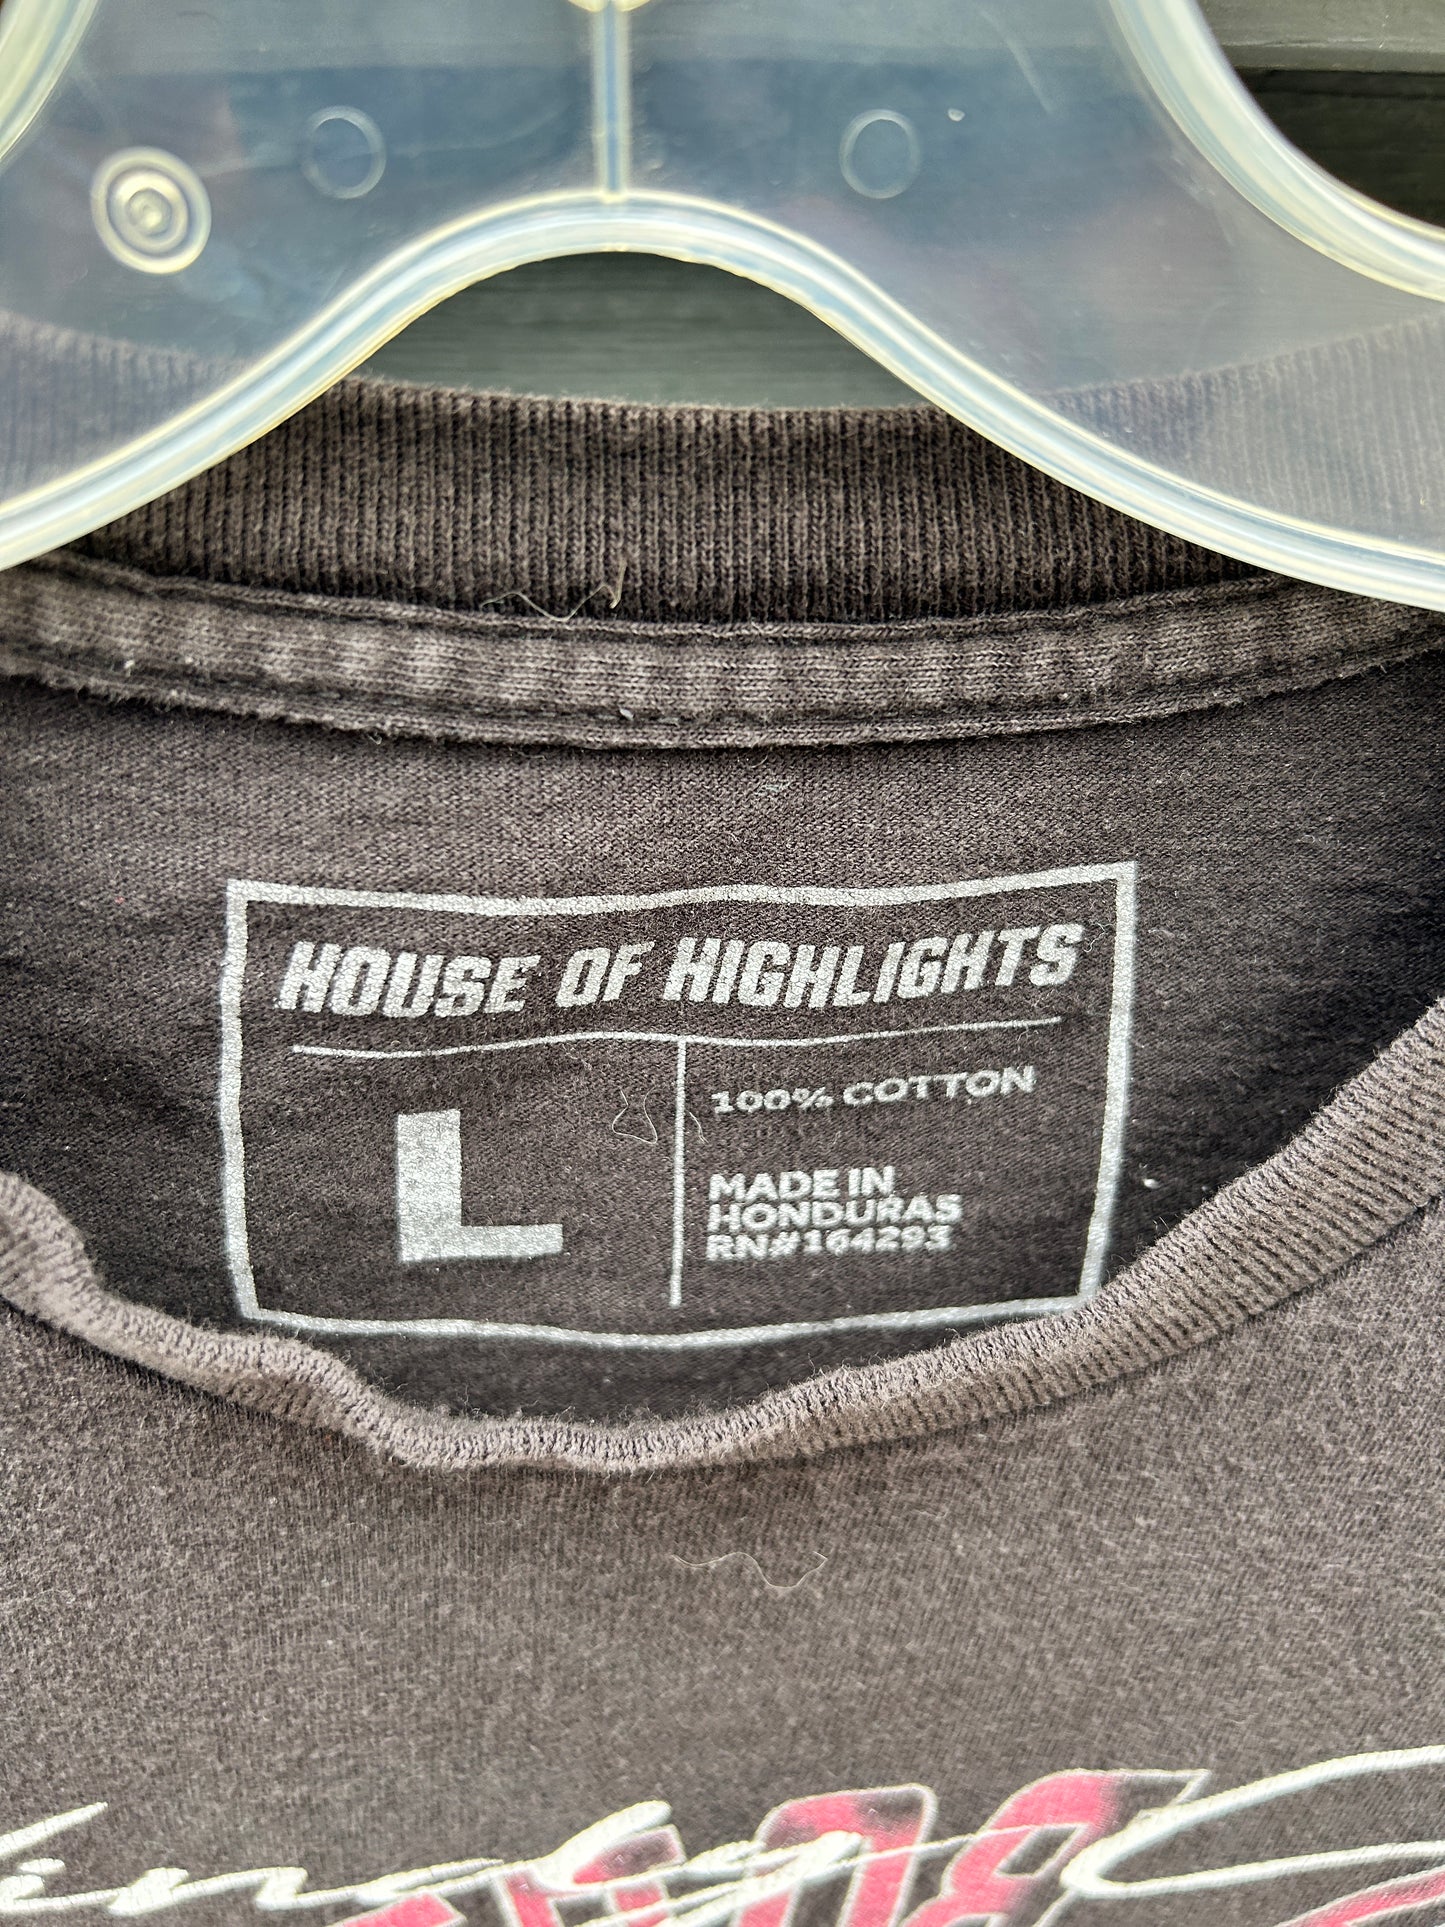 HOUSE OF HIGHLIGHTS
L
100% COTTON
MADE IN
HONDURAS
RN#164293